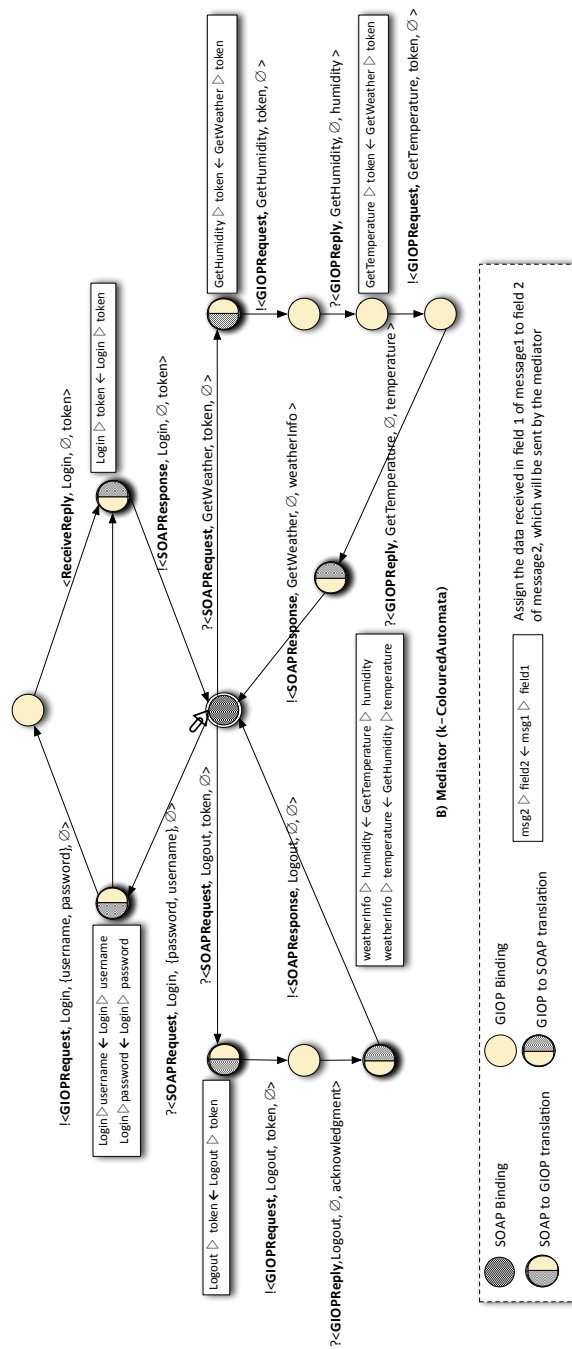 !<GIOPRequest, Login, {username, password}, ∅>
<ReceiveReply, Login, ∅, token>
Login ▷ username ← Login ▷ username
Login ▷ password ← Login ▷ password
Login ▷ token ← Login ▷ token
?<SOAPRequest, Login, {password, username}, ∅>
!<SOAPResponse, Login, ∅, token>
Logout ▷ token ← Logout ▷ token
?<SOAPRequest, Logout, token, ∅>
?<SOAPRequest, GetWeather, token, ∅>
GetHumidity ▷ token ← GetWeather ▷ token
!<GIOPRequest, Logout, token, ∅>
!<SOAPResponse, Logout, ∅, ∅>
!<SOAPResponse, GetWeather, ∅, weatherInfo >
!<GIOPRequest, GetHumidity, token, ∅ >
?<GIOPReply,Logout, ∅, acknowledgment>
?<GIOPReply, GetHumidity, ∅, humidity >
weatherInfo ▷ humidity ← GetTemperature ▷ humidity
weatherInfo ▷ temperature ← GetHumidity ▷ temperature
?<GIOPReply, GetTemperature, ∅, temperature>
GetTemperature ▷ token ← GetWeather ▷ token
!<GIOPRequest, GetTemperature, token, ∅ >
B) Mediator (k-ColouredAutomata)
SOAP Binding
GIOP Binding
SOAP to GIOP translation
GIOP to SOAP translation
msg2 ▷ field2 ← msg1 ▷ field1
Assign the data received in field 1 of message1 to field 2
of message2, which will be sent by the mediator